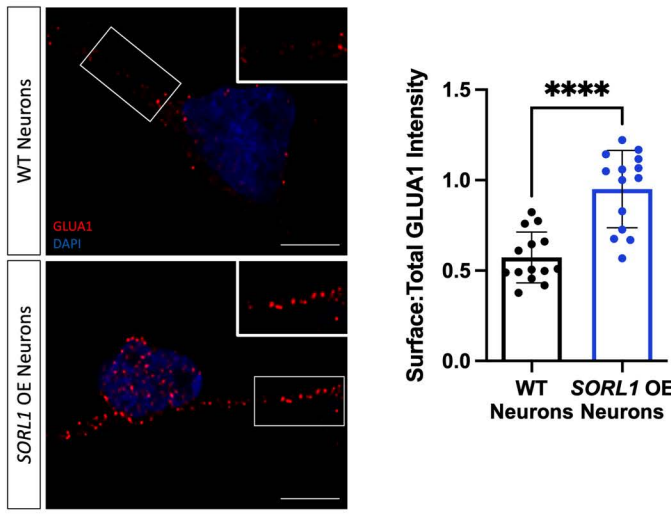 WT Neurons
GLUA1
DAPI
SORL1 OE Neurons
Surface:Total GLUA1 Intensity
1.5
1.0
0.5
0.0
****
WT
Neurons
SORL1 OE
Neurons